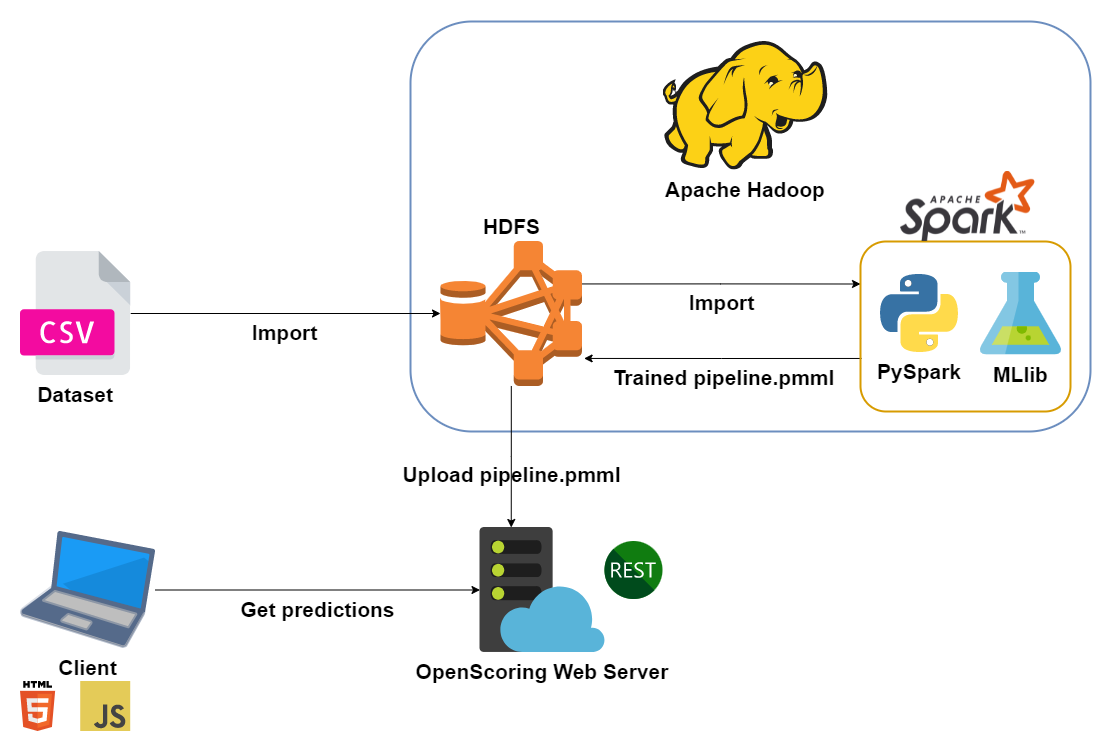 Apache Hadoop
APACHE
Spark™
HDFS
CSV
Import
Import
Dataset
Trained pipeline.pmml
PySpark
MLlib
Upload pipeline.pmml
REST
Get predictions
Client
OpenScoring Web Server
HTML
5
JS